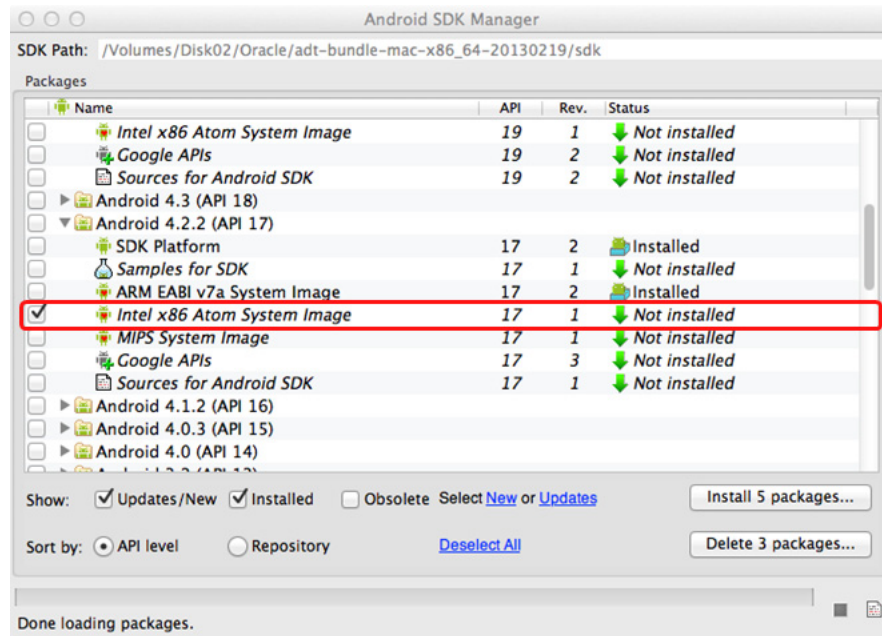 Android SDK Manager
SDK Path: /Volumes/Disk02/Oracle/adt-bundle-mac-x86_64-20130219/sdk
Packages
Name API Rev. Status
Intel x86 Atom System Image 19 1 Not installed
Google APIs 19 2 Not installed
Sources for Android SDK 19 2 Not installed
Android 4.3 (API 18)
Android 4.2.2 (API 17)
SDK Platform 17 2 Installed
Samples for SDK 17 1 Not installed
ARM EABI v7a System Image 17 2 Installed
Intel x86 Atom System Image 17 1 Not installed
MIPS System Image 17 1 Not installed
Google APIs 17 3 Not installed
Sources for Android SDK 17 1 Not installed
Android 4.1.2 (API 16)
Android 4.0.3 (API 15)
Android 4.0 (API 14)
Show: Updates/New Installed Obsolete Select New or Updates Install 5 packages...
Sort by: API level Repository Deselect All Delete 3 packages...
Done loading packages.